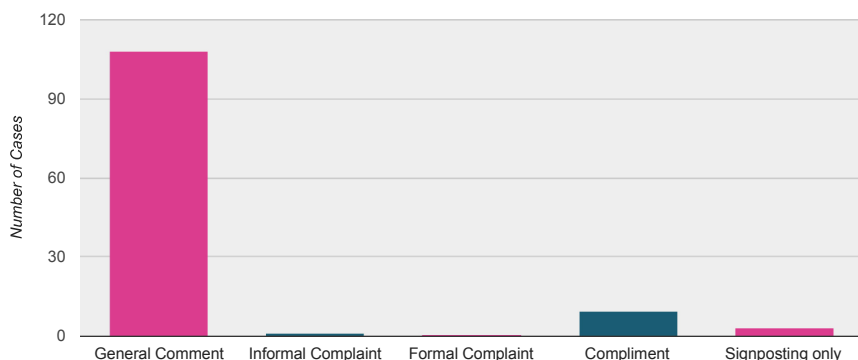 120
90
60
30
0
Number of Cases
General Comment Informal Complaint Formal Complaint Compliment Signposting only